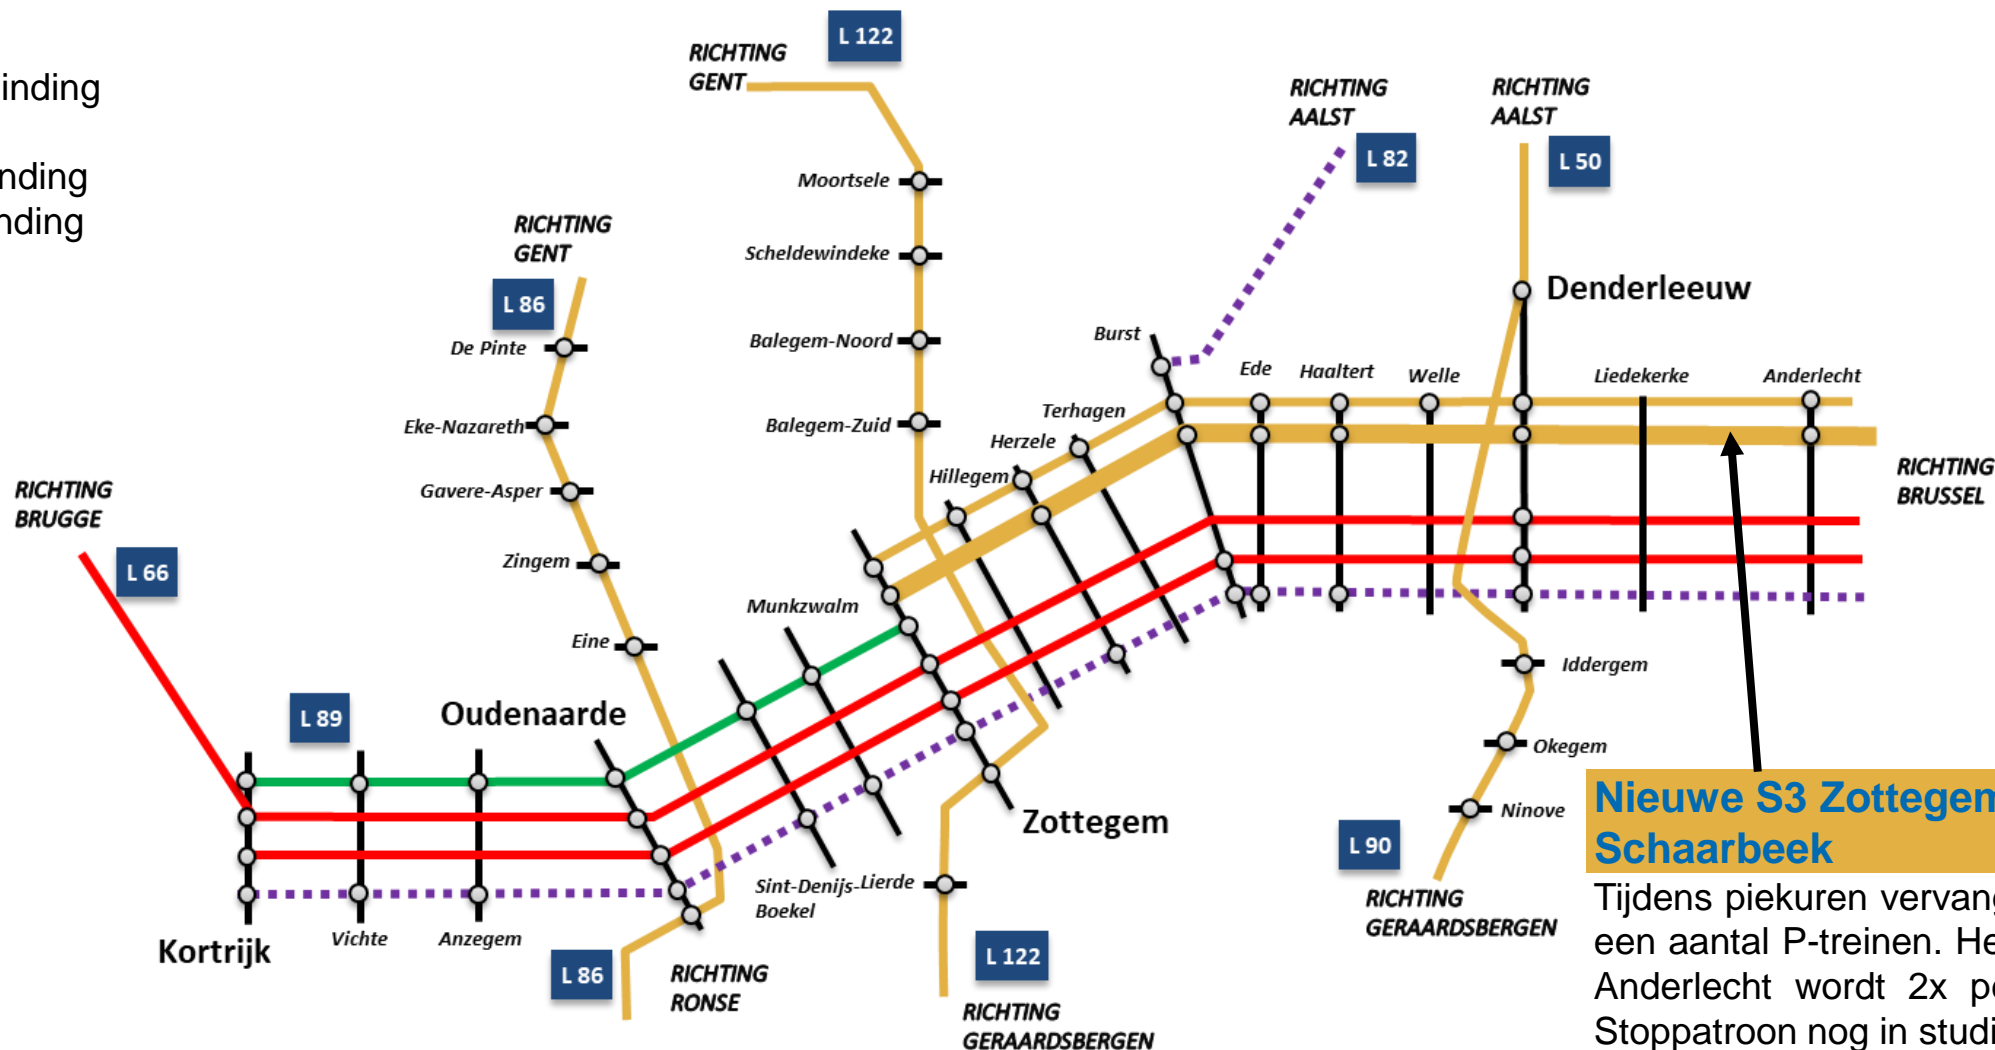 L 122
RICHTING
GENT
inding
RICHTING
AALST
RICHTING
AALST
L 82
L 50
nding
nding
Moortsele
RICHTING
GENT
Scheldewindeke
L 86
Denderleeuw
De Pinte
Balegem-Noord
Burst
Ede
Haaltert
Welle
Liedekerke
Anderlecht
Eke-Nazareth
Balegem-Zuid
Terhagen
Herzele
Hillegem
RICHTING
BRUSSEL
Gavere-Asper
RICHTING
BRUGGE
L 66
Zingem
Munkzwalm
Eine
Iddergem
L 89
Oudenaarde
Okegem
Nieuwe S3 Zottegem
Schaarbeek
Ninove
Zottegem
L 90
Sint-Denijs-
Boekel
Lierde
RICHTING
GERAARDSBERGEN
Tijdens piekuren vervang
een aantal P-treinen. He
Anderlecht wordt 2x pe
Stoppatroon nog in studi
Kortrijk
Vichte
Anzegem
L 86
RICHTING
RONSE
L 122
RICHTING
GERAARDSBERGEN